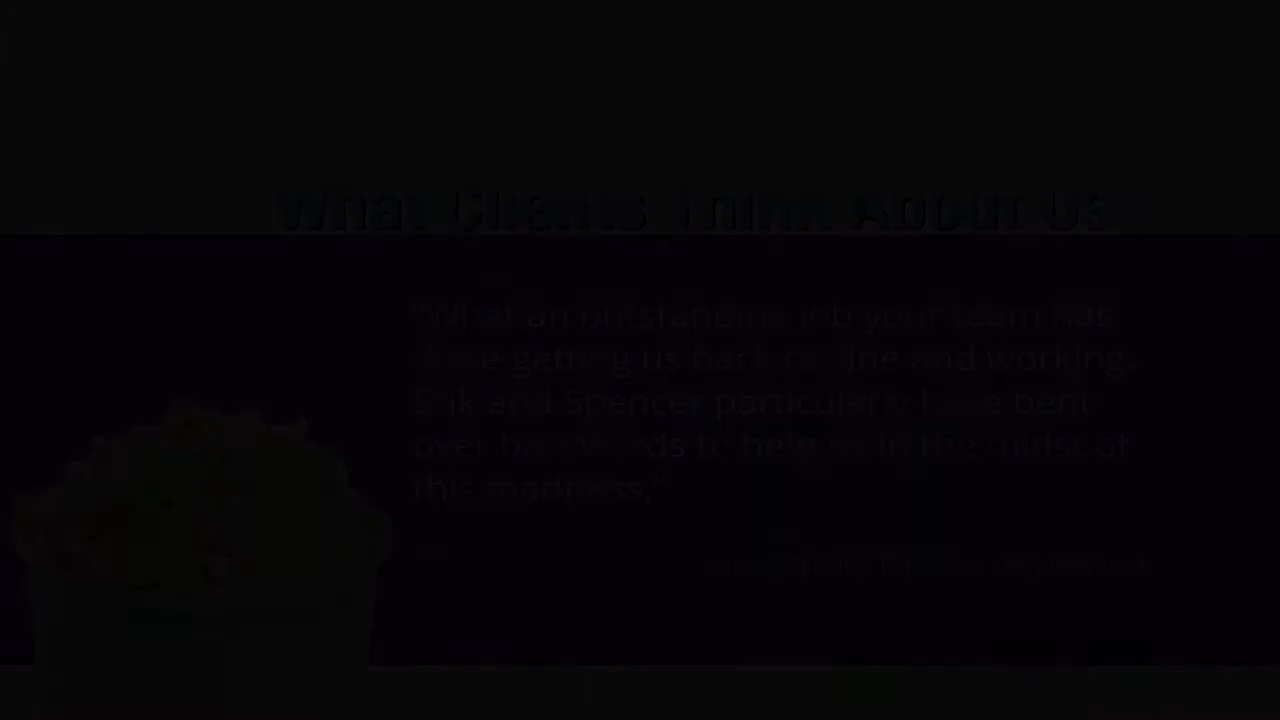 What Clients Think About Us
"What an outstanding job your team has
done getting us back on line and working.
Erik and Spencer particularly have bent
over backwards to help us in the midst of
this madness."